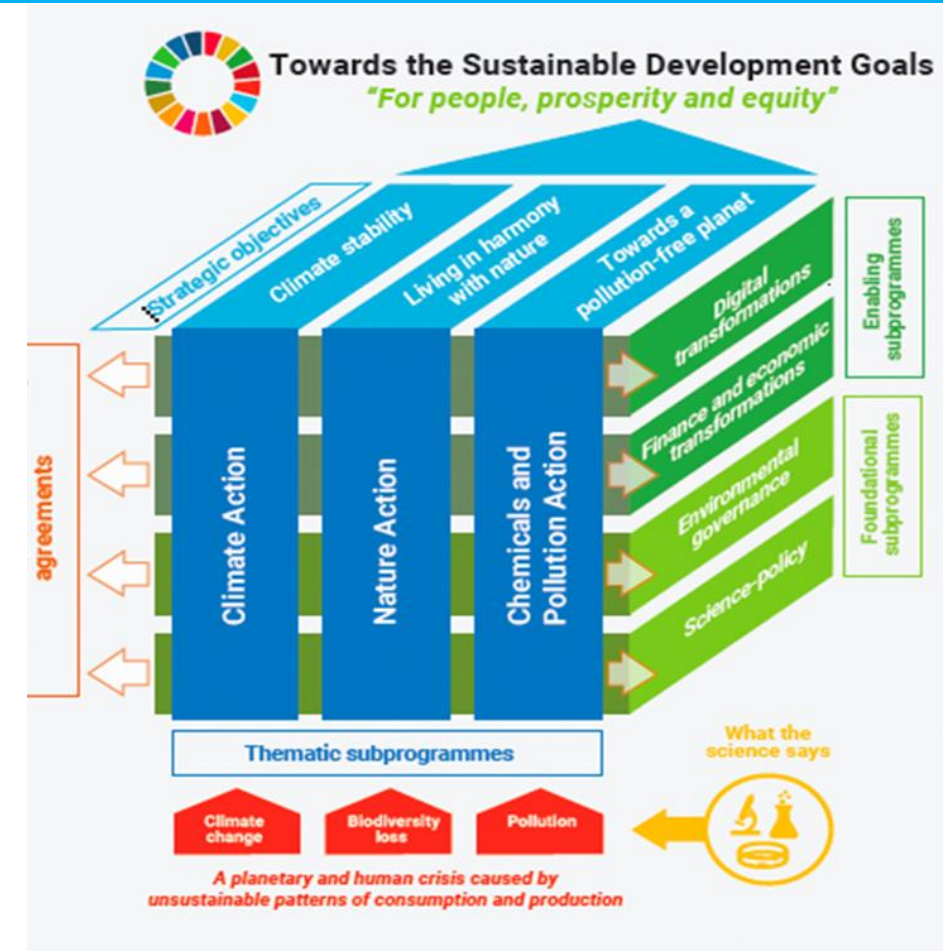 Towards the Sustainable Development Goals
"For people, prosperity and equity"
Strategic objectives
Climate stability
Living in harmony
with nature
Towards a
pollution-free planet
Digital
transformations
Finance and economic
transformations
Environmental
governance
Science-policy
Enabling
subprogrammes
Foundational
subprogrammes
agreements
Climate Action
Nature Action
Chemicals and
Pollution Action
Thematic subprogrammes
What the
science says
Climate
change
Biodiversity
loss
Pollution
A planetary and human crisis caused by
unsustainable patterns of consumption and production